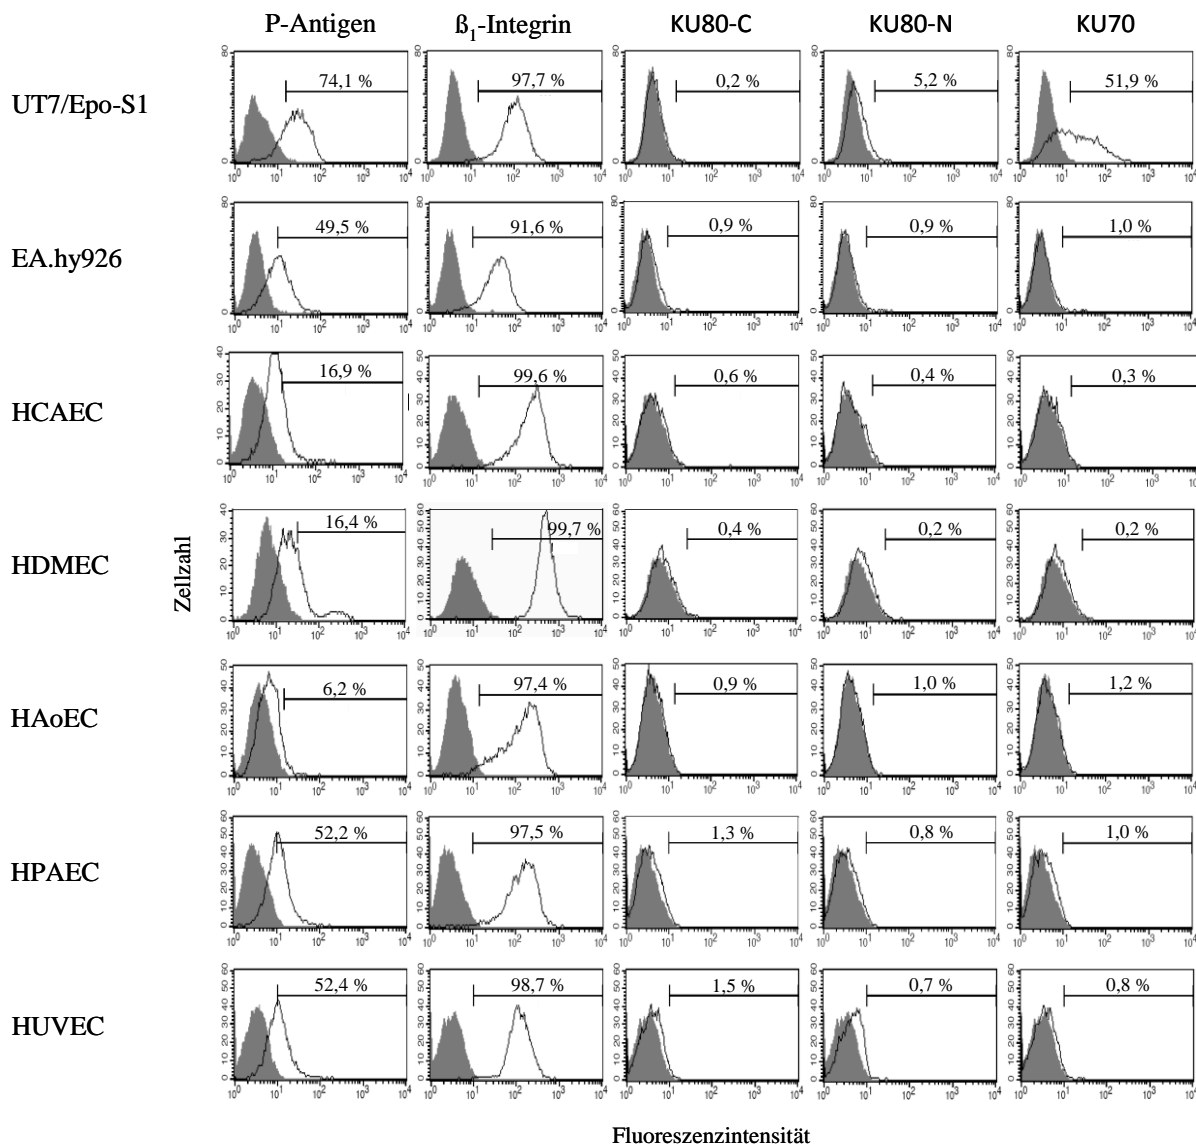 P-Antigen ß1-Integrin KU80-C KU80-N KU70
UT7/Epo-S1 74,1 % 97,7 % 0,2 % 5,2 % 51,9 %
EA.hy926 49,5 % 91,6 % 0,9 % 0,9 % 1,0 %
HCAEC 16,9 % 99,6 % 0,6 % 0,4 % 0,3 %
HDMEC 16,4 % 99,7 % 0,4 % 0,2 % 0,2 %
Zellzahl
HAoEC 6,2 % 97,4 % 0,9 % 1,0 % 1,2 %
HPAEC 52,2 % 97,5 % 1,3 % 0,8 % 1,0 %
HUVEC 52,4 % 98,7 % 1,5 % 0,7 % 0,8 %
Fluoreszenzintensität